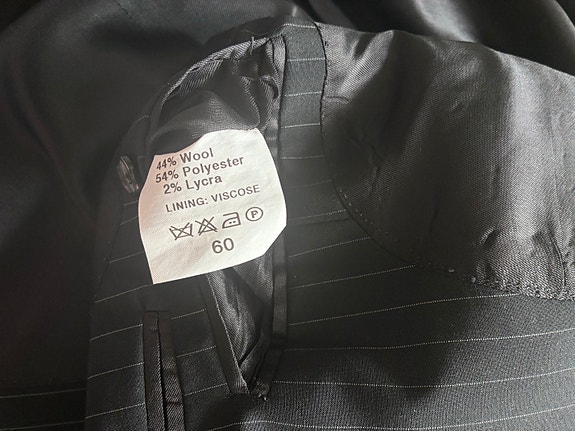 44% Wool
54% Polyester
2% Lycra
LINING: VISCOSE
P
60